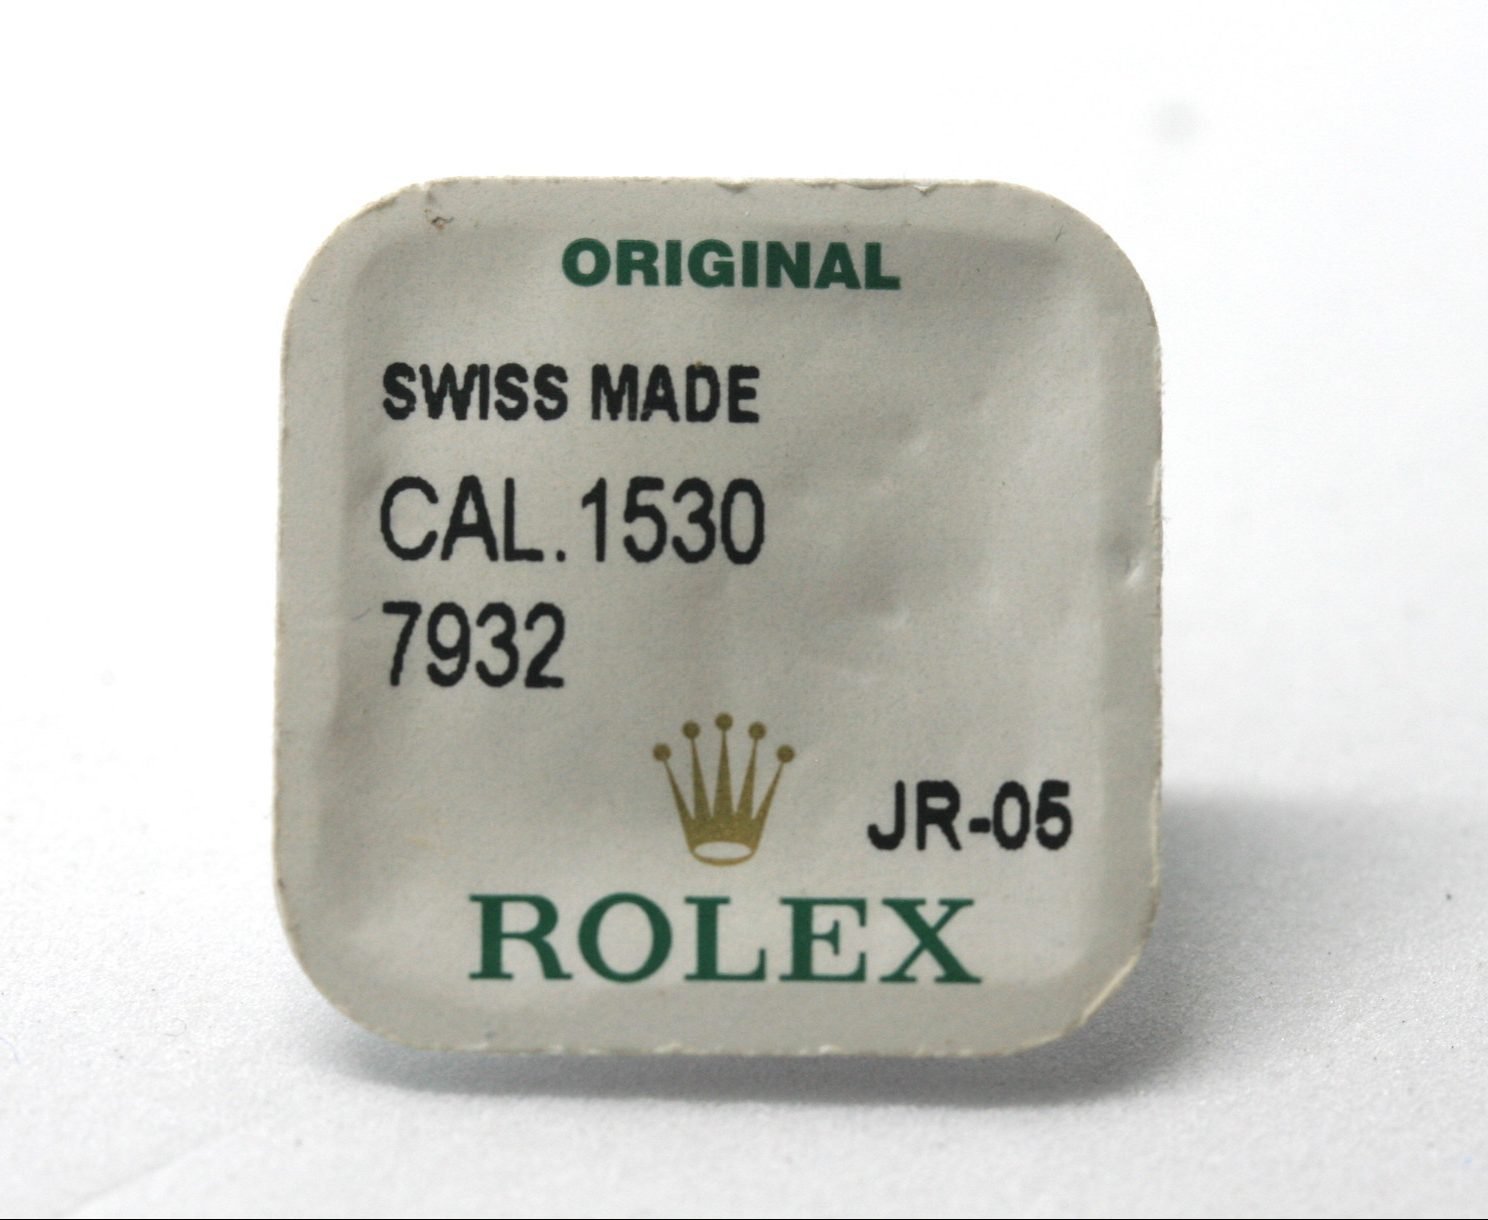 ORIGINAL
SWISS MADE
CAL.1530
7932
JR-05
ROLEX